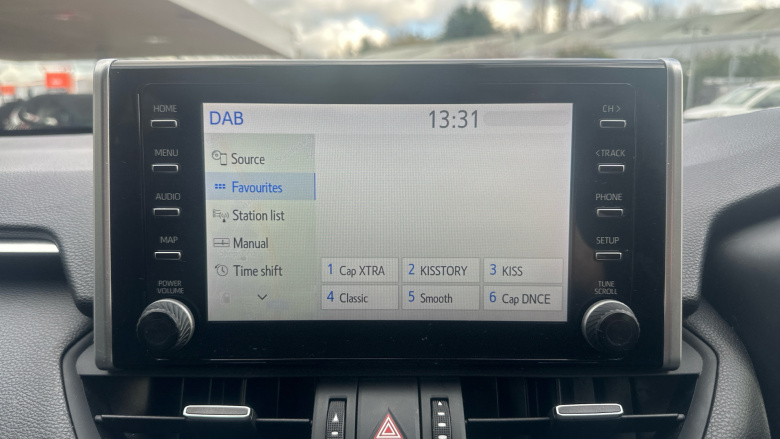 HOME
MENU
AUDIO
MAP
POWER
VOLUME
DAB 13:31
Source
Favourites
Station list
Manual
Time shift
1 Cap XTRA 2 KISSTORY 3 KISS
4 Classic 5 Smooth 6 Cap DNCE
CH >
< TRACK
PHONE
SETUP
TUNE
SCROLL